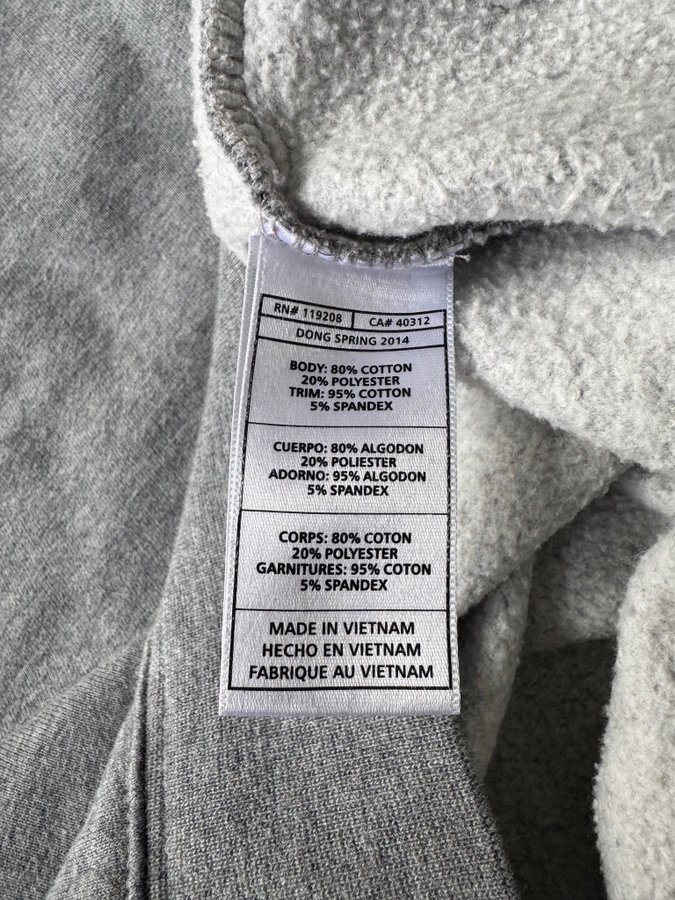 RN# 119208 CA# 40312
DONG SPRING 2014
BODY: 80% COTTON
20% POLYESTER
TRIM: 95% COTTON
5% SPANDEX
CUERPO: 80% ALGODON
20% POLIESTER
ADORNO: 95% ALGODON
5% SPANDEX
CORPS: 80% COTON
20% POLYESTER
GARNITURES: 95% COTON
5% SPANDEX
MADE IN VIETNAM
HECHO EN VIETNAM
FABRIQUE AU VIETNAM